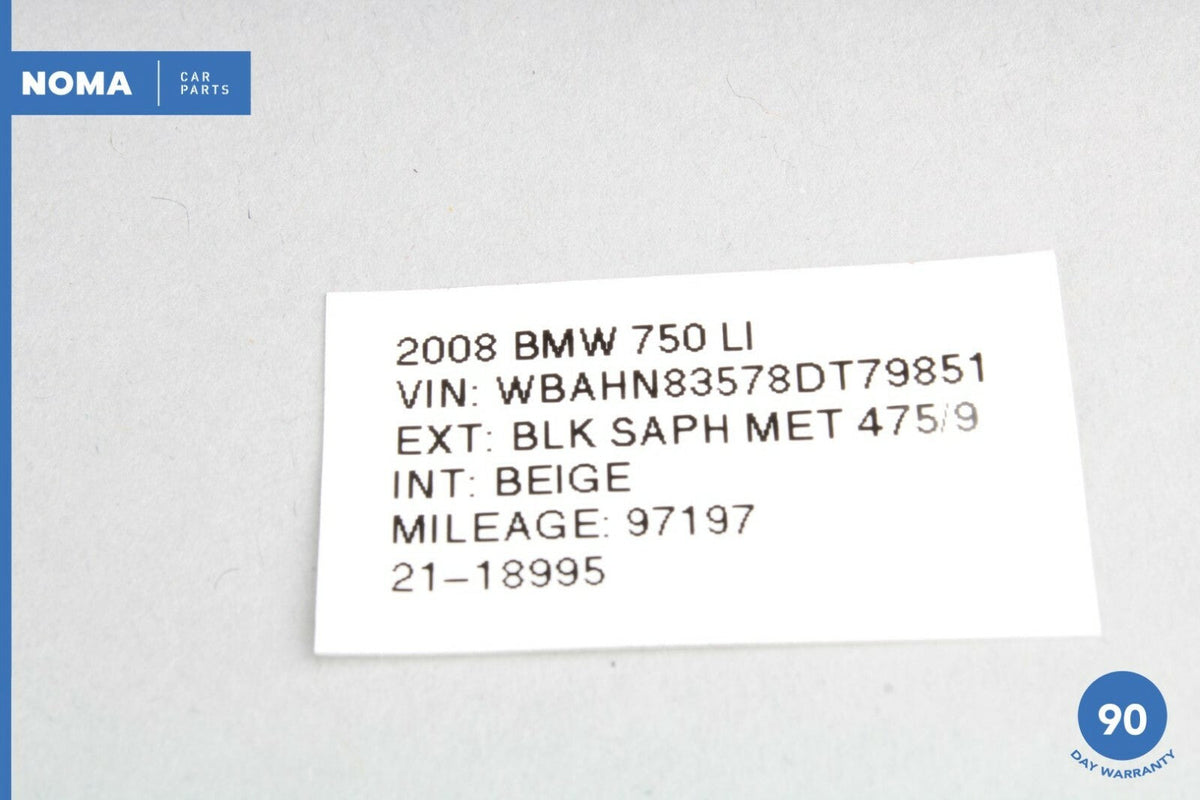 NOMA
CAR
PARTS
2008 BMW 750 LI
VIN: WBAHN83578DT79851
EXT: BLK SAPH MET 475/9
INT: BEIGE
MILEAGE: 97197
21-18995
90
DAY WARRANTY